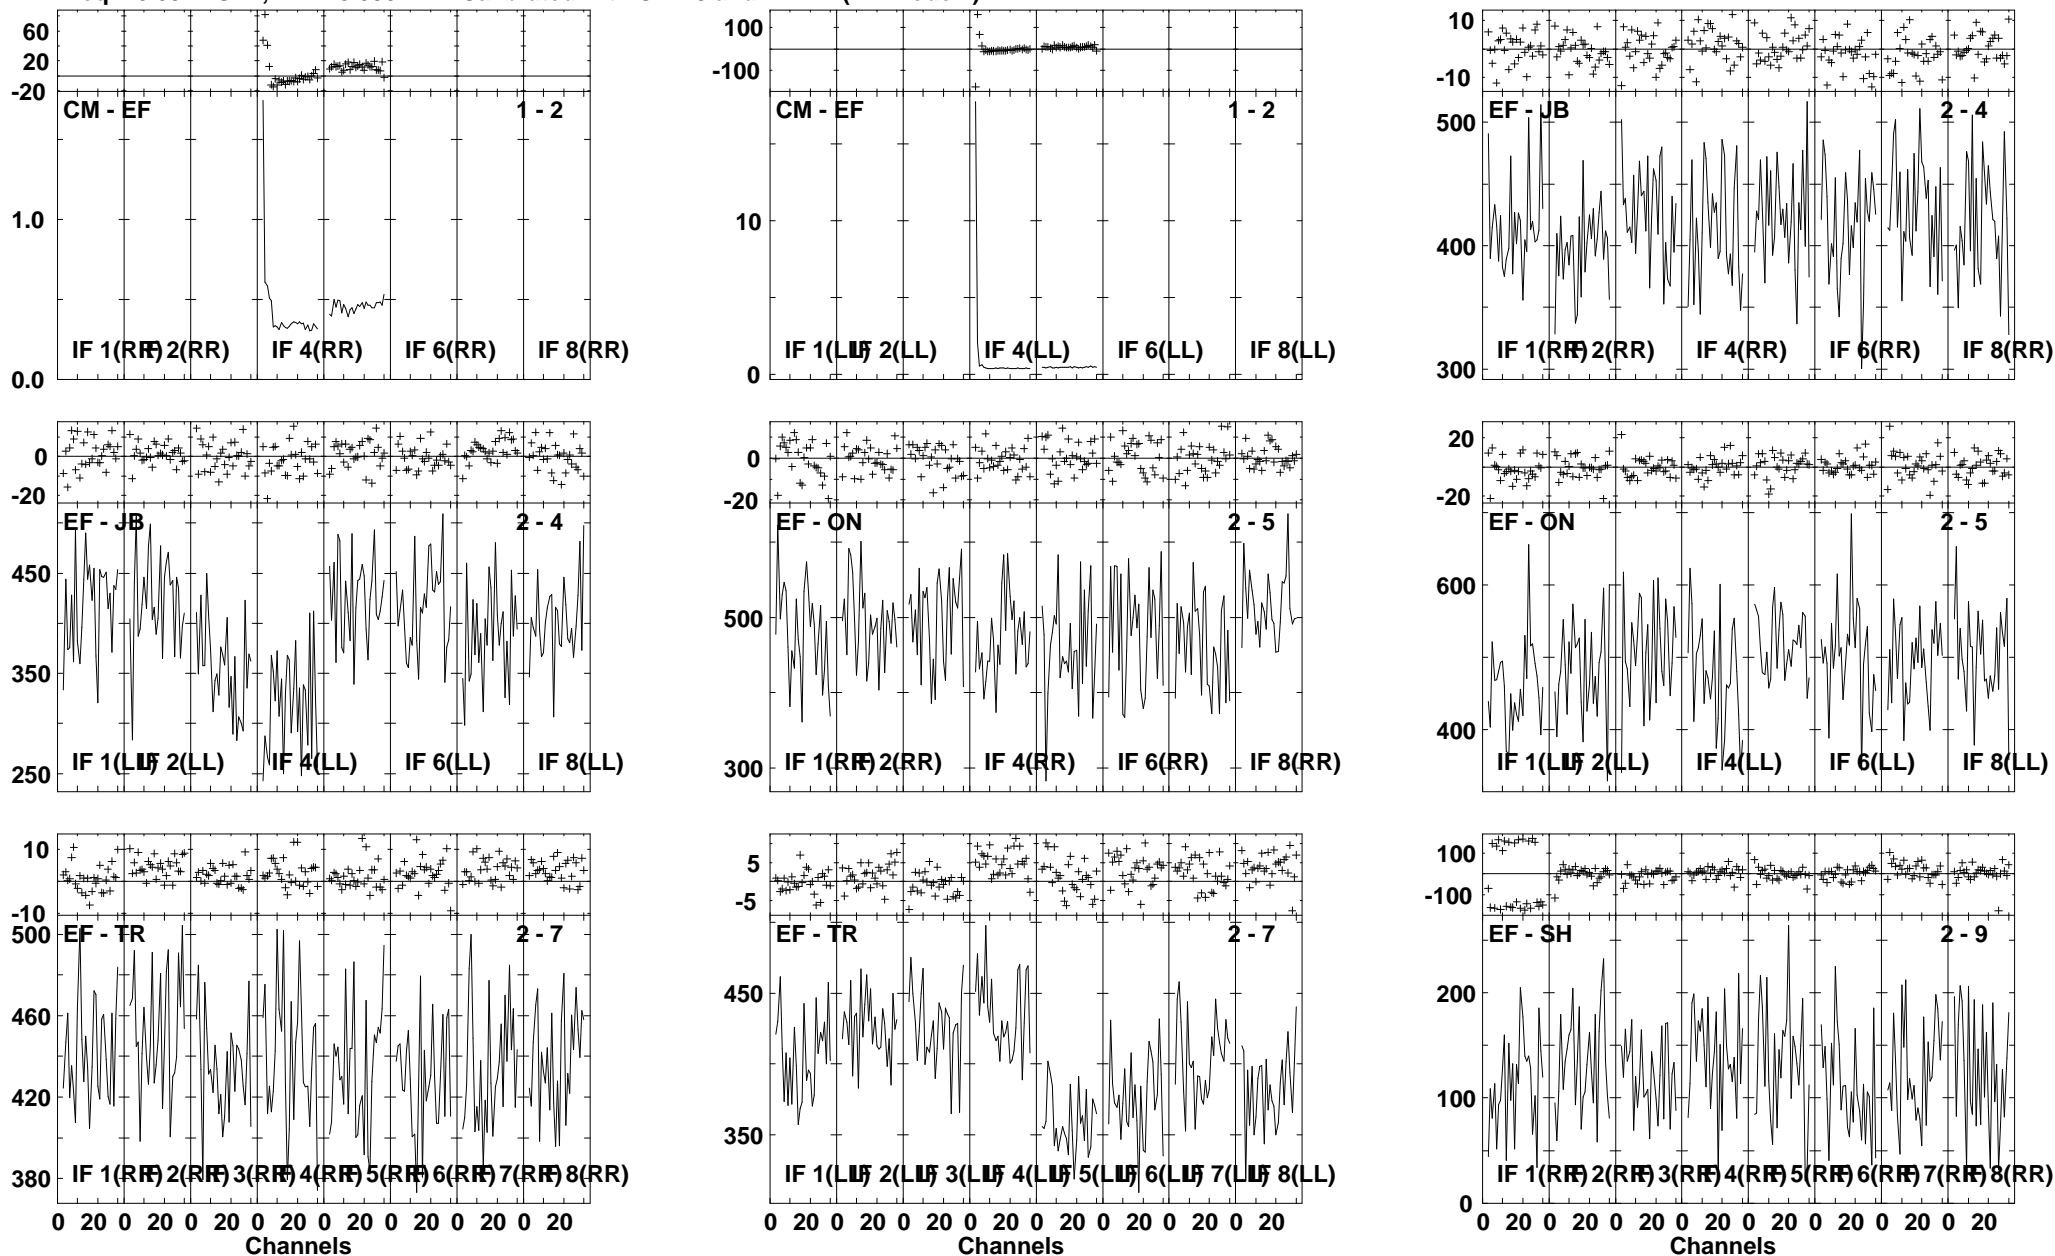 60 20 -20
CM - EF 1 - 2
1.0
0.0
IF 1(RR) IF 2(RR) IF 4(RR) IF 6(RR) IF 8(RR)
100 -100
CM - EF 1 - 2
10
0
IF 1(LL) IF 2(LL) IF 4(LL) IF 6(LL) IF 8(LL)
10 -10
EF - JB 2 - 4
500
400
300
IF 1(RR) IF 2(RR) IF 4(RR) IF 6(RR) IF 8(RR)
0 -20
EF - JB 2 - 4
450
350
250
IF 1(LL) IF 2(LL) IF 4(LL) IF 6(LL) IF 8(LL)
0 -20
EF - ON 2 - 5
500
300
IF 1(RR) IF 2(RR) IF 4(RR) IF 6(RR) IF 8(RR)
20 -20
EF - ON 2 - 5
600
400
IF 1(LL) IF 2(LL) IF 4(LL) IF 6(LL) IF 8(LL)
10 -10
EF - TR 2 - 7
500
460
420
380
IF 1(RR) IF 2(RR) IF 3(RR) IF 4(RR) IF 5(RR) IF 6(RR) IF 7(RR) IF 8(RR)
0 20 0 20 0 20 0 20 0 20 0 20 0 20 0 20
Channels
5 -5
EF - TR 2 - 7
450
350
IF 1(LL) IF 2(LL) IF 3(LL) IF 4(LL) IF 5(LL) IF 6(LL) IF 7(LL) IF 8(LL)
0 20 0 20 0 20 0 20 0 20 0 20 0 20 0 20
Channels
100 -100
EF - SH 2 - 9
200
100
0
IF 1(RR) IF 2(RR) IF 3(RR) IF 4(RR) IF 5(RR) IF 6(RR) IF 7(RR) IF 8(RR)
0 20 0 20 0 20 0 20 0 20 0 20 0 20 0 20
Channels